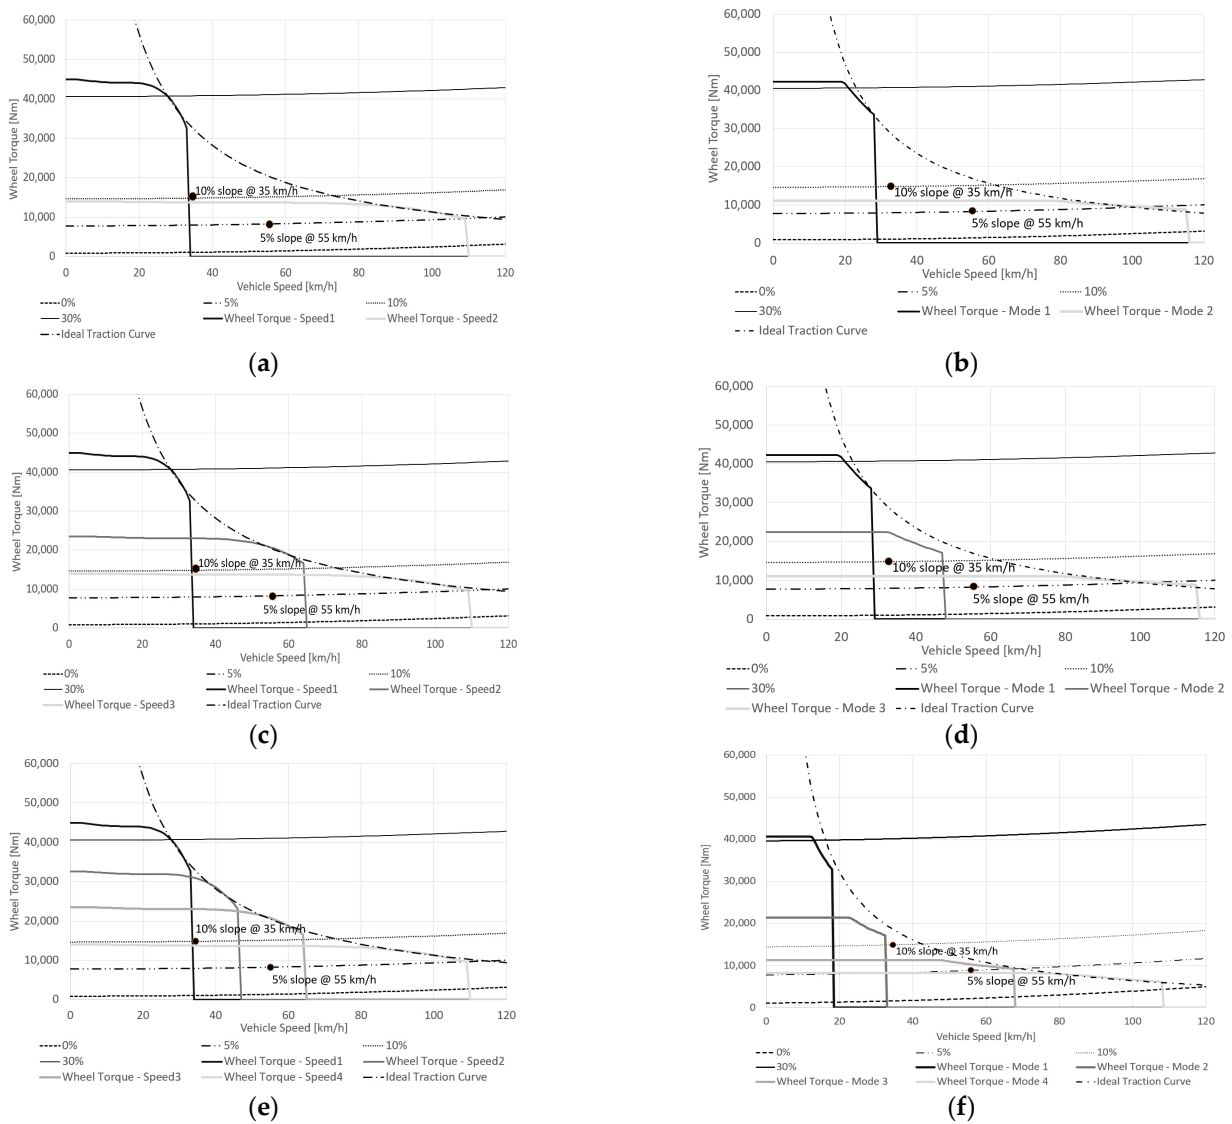 60,000
50,000
40,000
30,000
20,000
10,000
0
Wheel Torque [Nm]
10% slope @ 35 km/h
5% slope @ 55 km/h
0 20 40 60 80 100 120
Vehicle Speed [km/h]
0% 5% 10%
30% Wheel Torque - Speed1 Wheel Torque - Speed2
Ideal Traction Curve
(a)
60,000
50,000
40,000
30,000
20,000
10,000
0
Wheel Torque [Nm]
10% slope @ 35 km/h
5% slope @ 55 km/h
0 20 40 60 80 100 120
Vehicle Speed [km/h]
0% 5% 10%
30% Wheel Torque - Mode 1 Wheel Torque - Mode 2
Ideal Traction Curve
(b)
60,000
50,000
40,000
30,000
20,000
10,000
0
Wheel Torque [Nm]
10% slope @ 35 km/h
5% slope @ 55 km/h
0 20 40 60 80 100 120
Vehicle Speed [km/h]
0% 5% 10%
30% Wheel Torque - Speed1 Wheel Torque - Speed2
Wheel Torque - Speed3 Ideal Traction Curve
(c)
60,000
50,000
40,000
30,000
20,000
10,000
0
Wheel Torque [Nm]
10% slope @ 35 km/h
5% slope @ 55 km/h
0 20 40 60 80 100 120
Vehicle Speed [km/h]
0% 5% 10%
30% Wheel Torque - Mode 1 Wheel Torque - Mode 2
Wheel Torque - Mode 3 Ideal Traction Curve
(d)
60,000
50,000
40,000
30,000
20,000
10,000
0
Wheel Torque [Nm]
10% slope @ 35 km/h
5% slope @ 55 km/h
0 20 40 60 80 100 120
Vehicle Speed [km/h]
0% 5% 10%
30% Wheel Torque - Speed1 Wheel Torque - Speed2
Wheel Torque - Speed3 Wheel Torque - Speed4 Ideal Traction Curve
(e)
60,000
50,000
40,000
30,000
20,000
10,000
0
Wheel Torque [Nm]
10% slope @ 35 km/h
5% slope @ 55 km/h
0 20 40 60 80 100 120
Vehicle Speed [km/h]
0% 5% 10%
30% Wheel Torque - Mode 1 Wheel Torque - Mode 2
Wheel Torque - Mode 3 Wheel Torque - Mode 4 Ideal Traction Curve
(f)